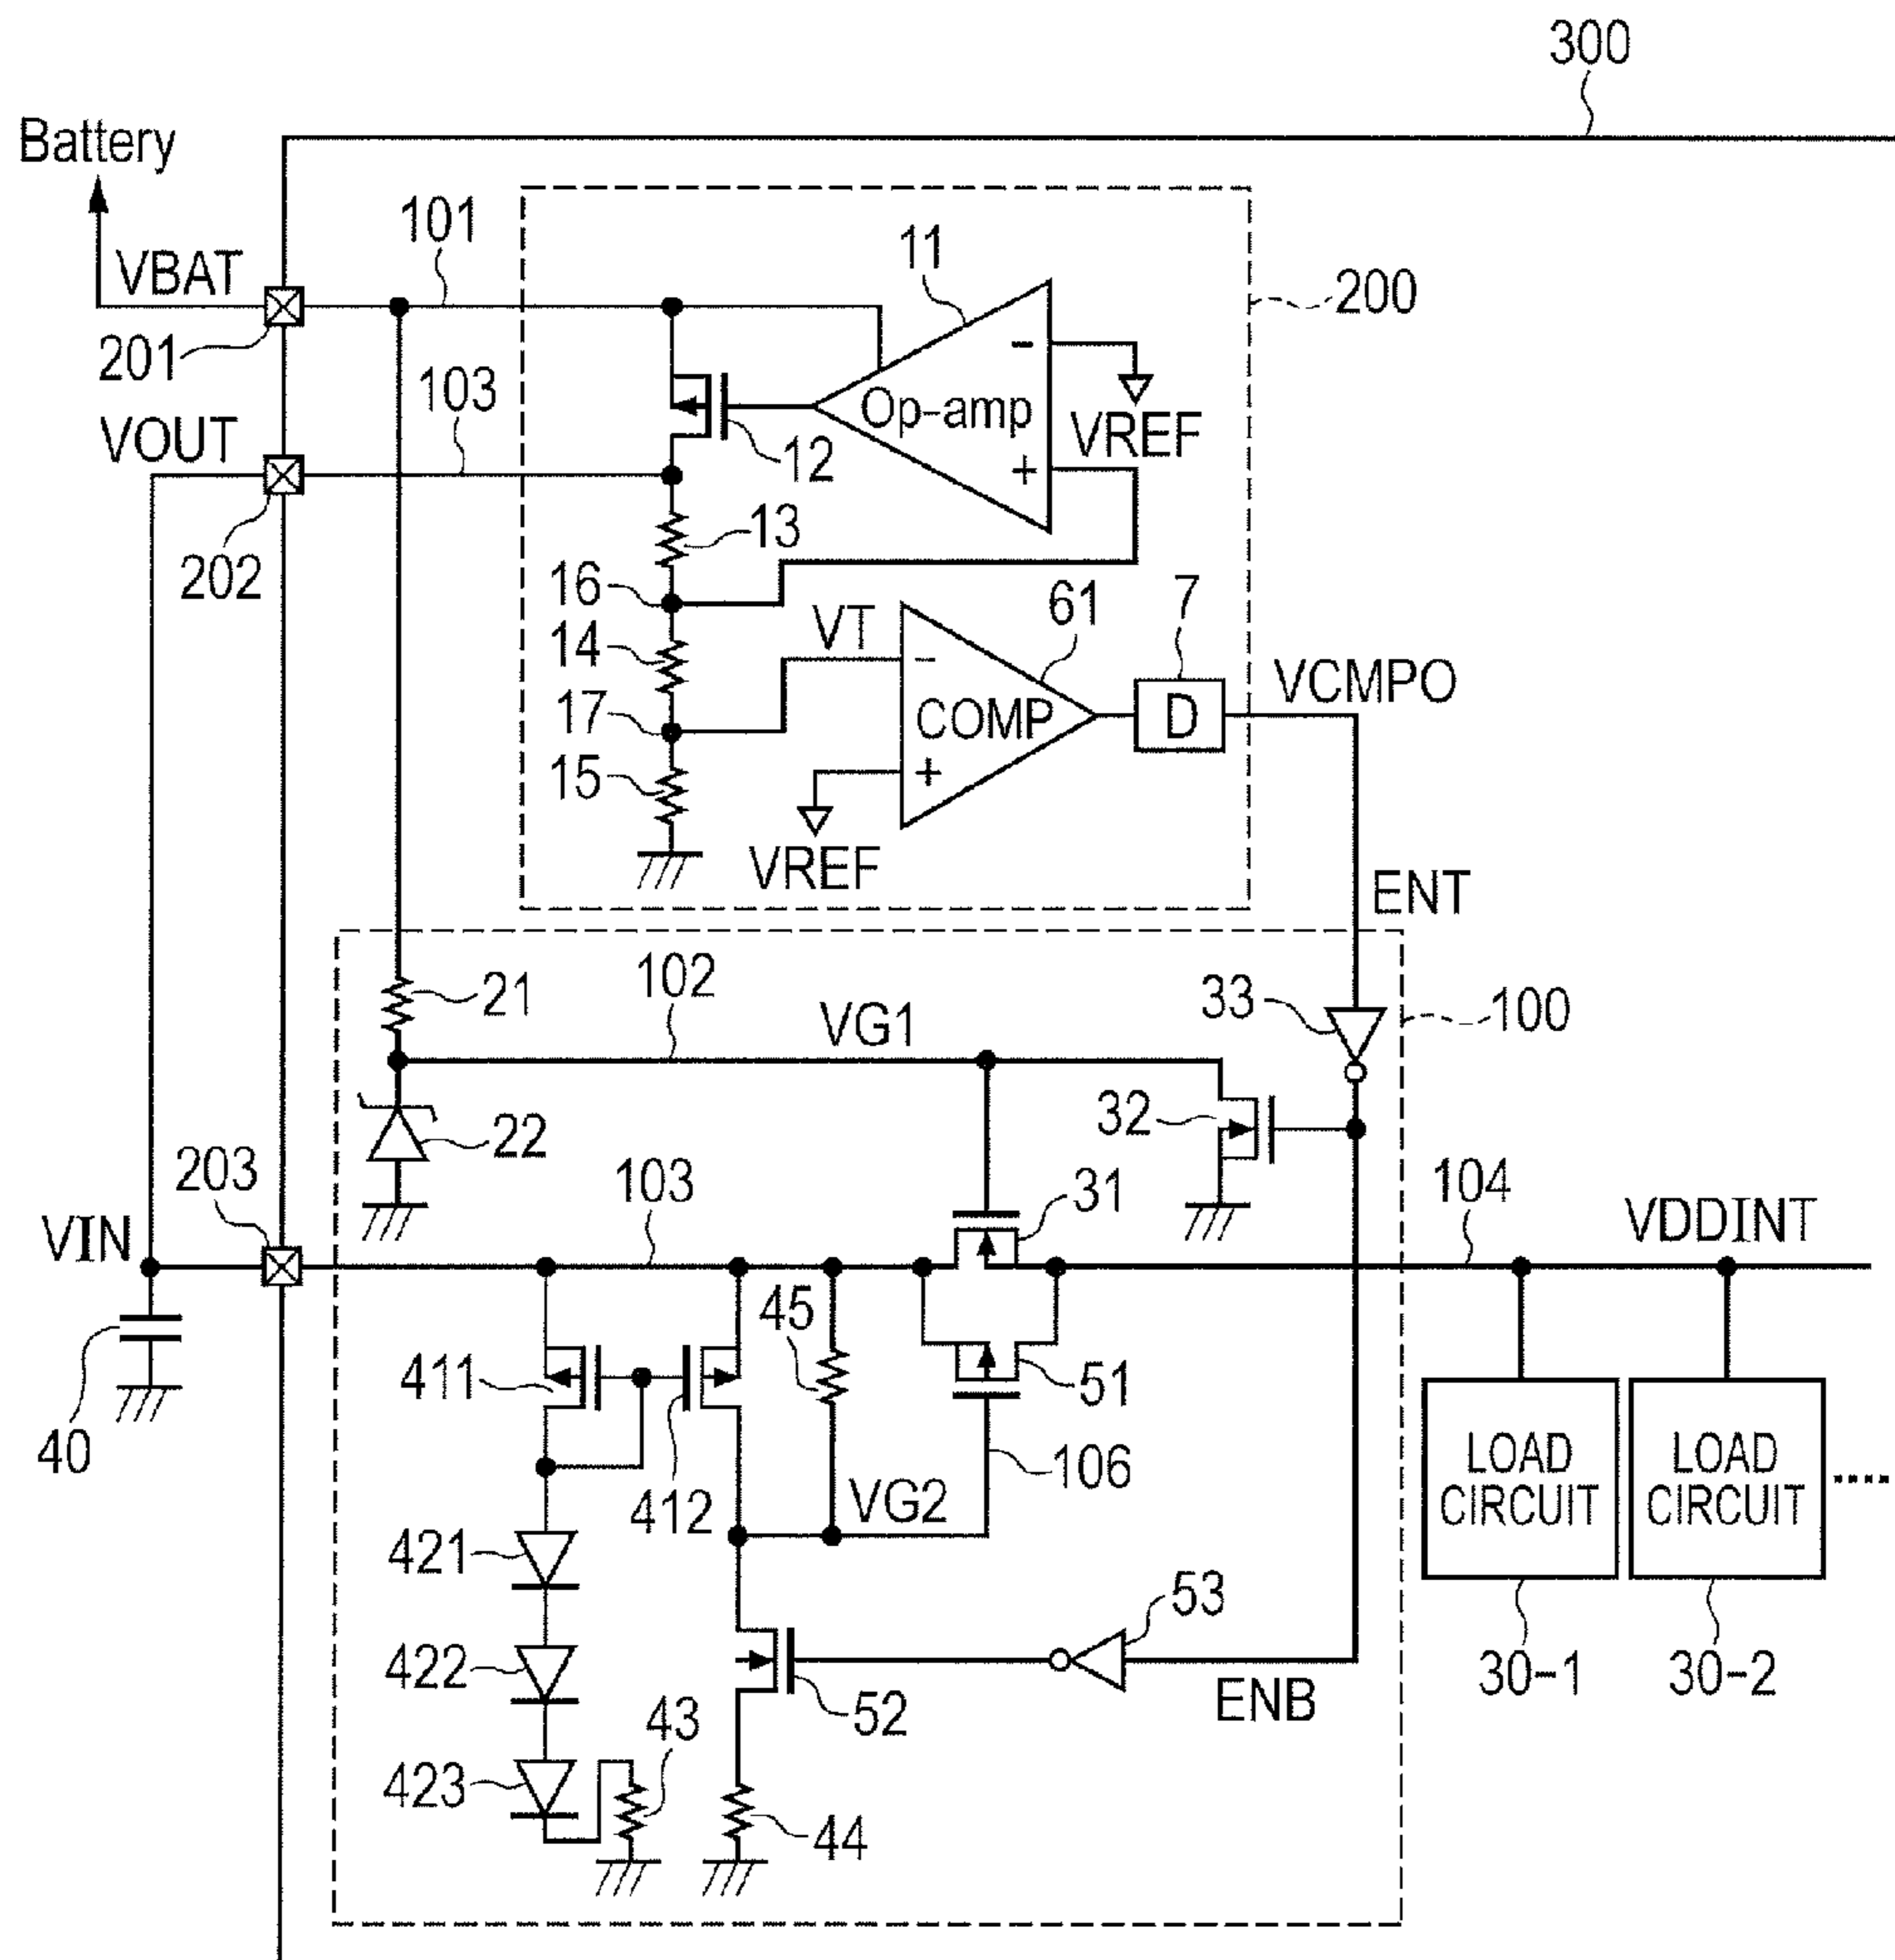 300
Battery
VBAT
101
11
200
201
Op-amp
-
VREF
+
VOUT
103
12
202
13
16
14
VT
61
7
VCMPO
-
COMP
D
17
15
+
VREF
ENT
21
102
VG1
33
100
22
32
203
103
31
104
VDDINT
VIN
45
40
411
412
51
106
VG2
LOAD
CIRCUIT
LOAD
CIRCUIT
30-1
30-2
421
53
ENB
422
52
43
423
44